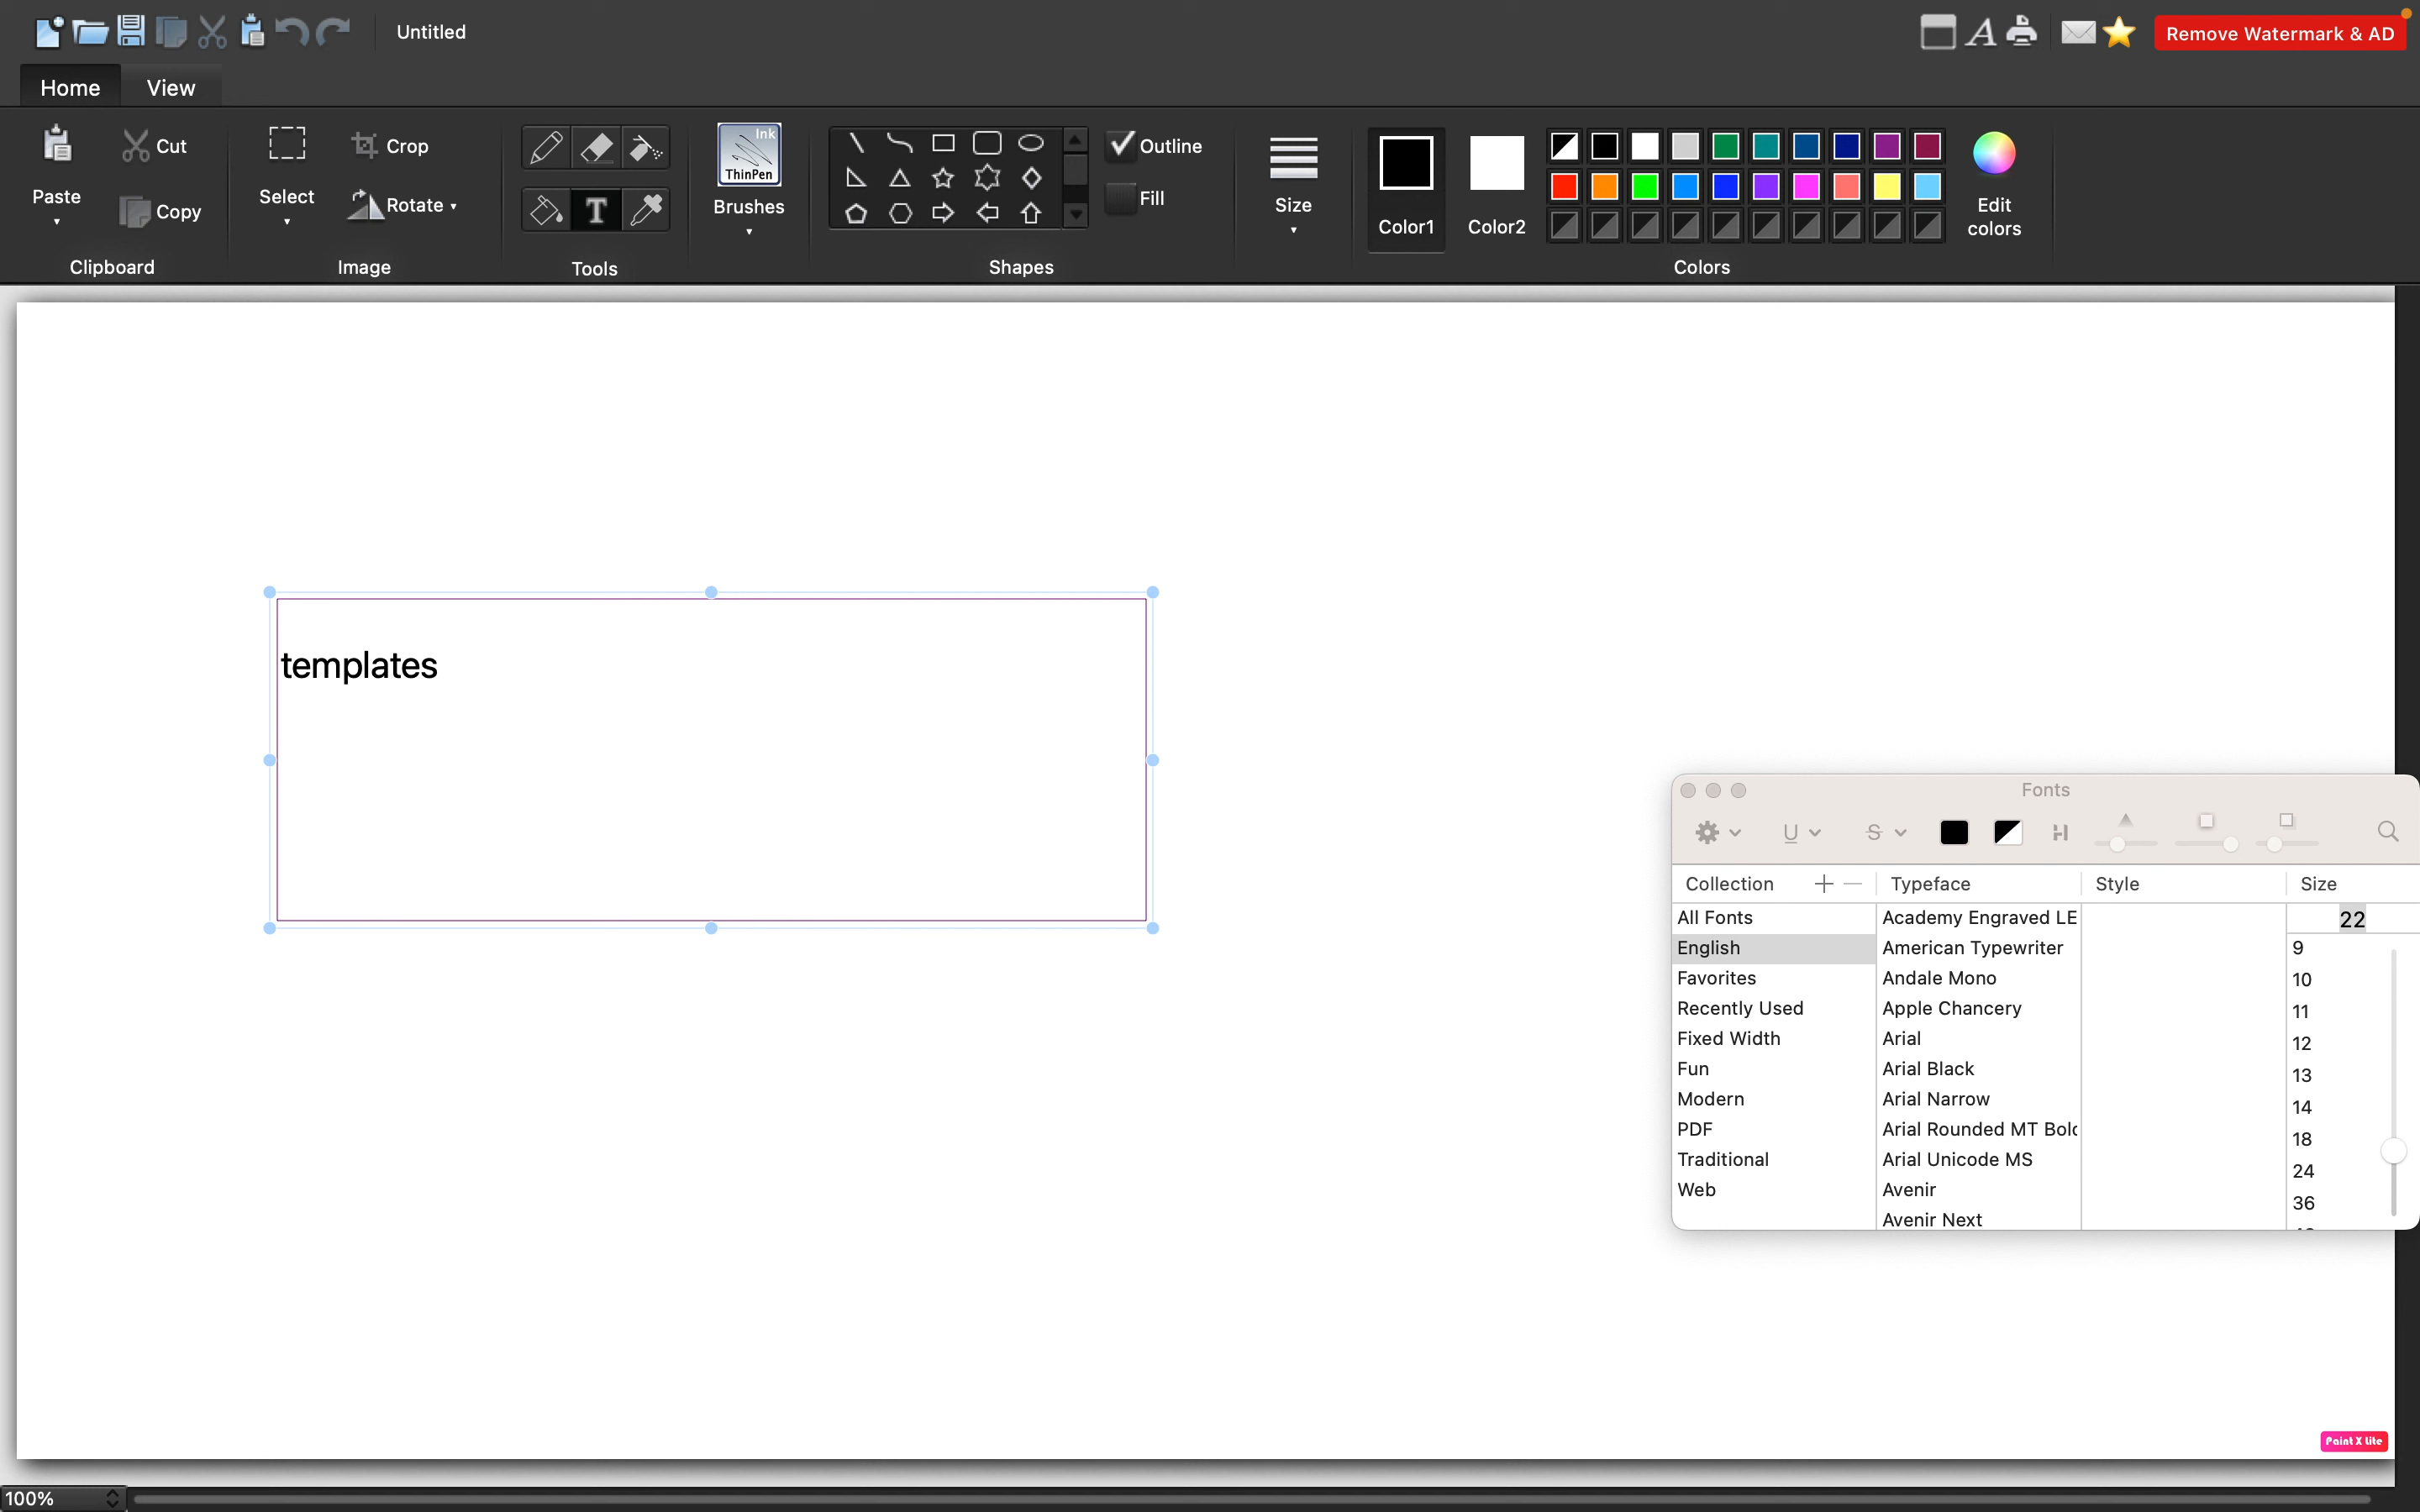 Untitled
Remove Watermark & AD
Home
View
Paste
Cut
Copy
Clipboard
Select
Crop
Rotate
Image
Tools
Ink
ThinPen
Brushes
Outline
Fill
Shapes
Size
Color1
Color2
Edit
colors
Colors
templates
Fonts
Collection
Typeface
Style
Size
All Fonts
English
Favorites
Recently Used
Fixed Width
Fun
Modern
PDF
Traditional
Web
Academy Engraved LE
American Typewriter
Andale Mono
Apple Chancery
Arial
Arial Black
Arial Narrow
Arial Rounded MT Bol
Arial Unicode MS
Avenir
Avenir Next
22
9
10
11
12
13
14
18
24
36
Paint X Lite
100%